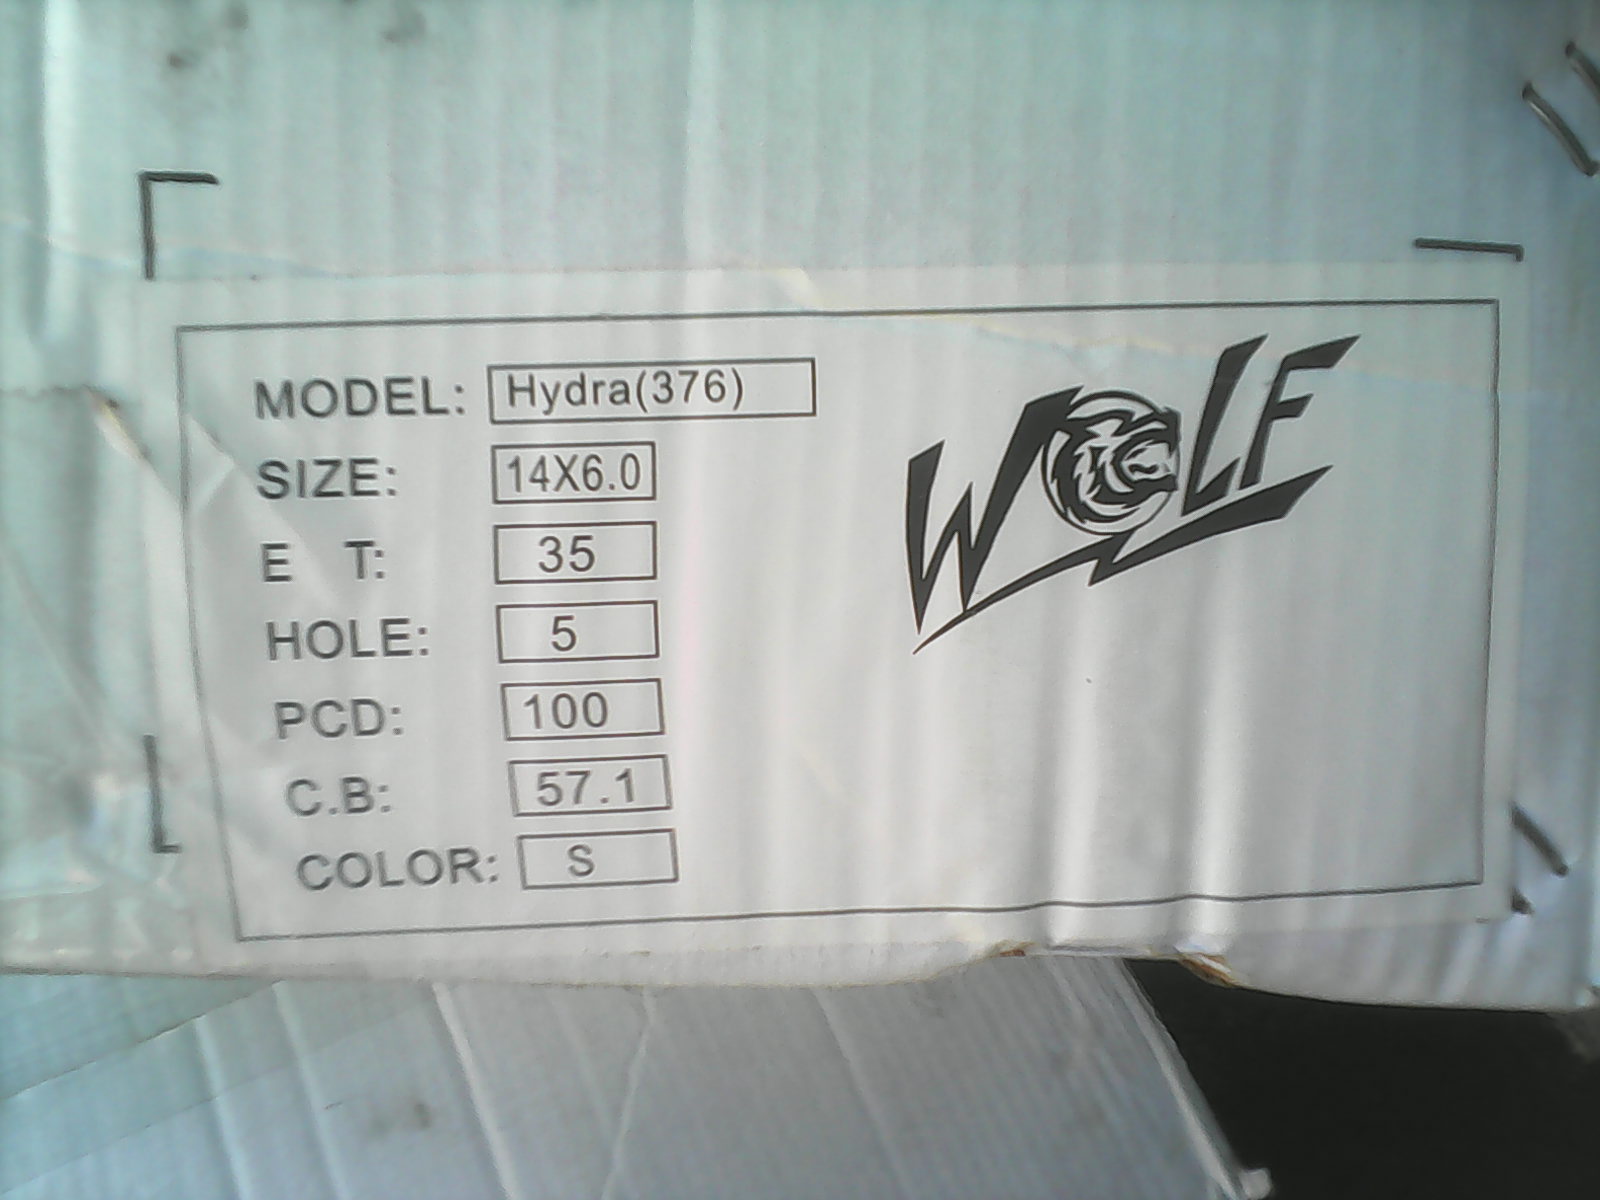 MODEL: Hydra(376)
SIZE: 14X6.0
E T: 35
HOLE: 5
PCD: 100
C.B: 57.1
COLOR: S
WOLF